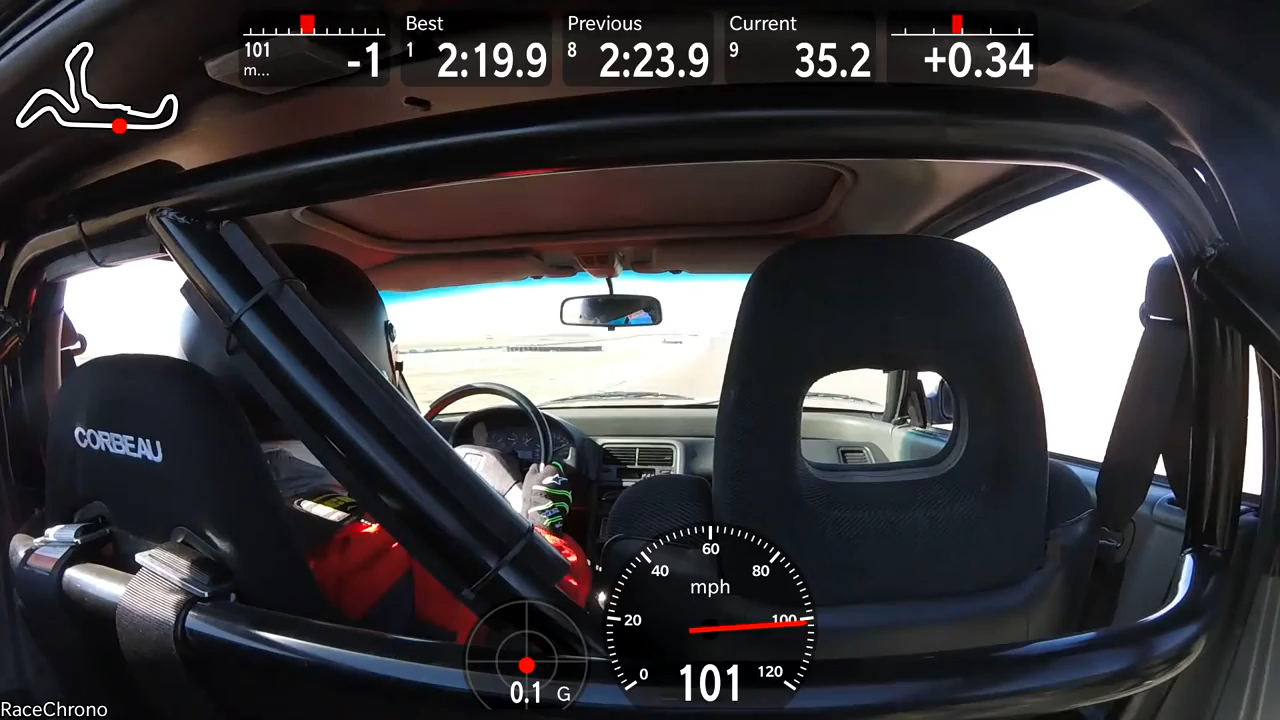 101
m...
-1
Best
1 2:19.9
Previous
8 2:23.9
Current
9 35.2
+0.34
CORBEAU
0 20 40 60 80 100 120
mph
101
0.1 G
RaceChrono